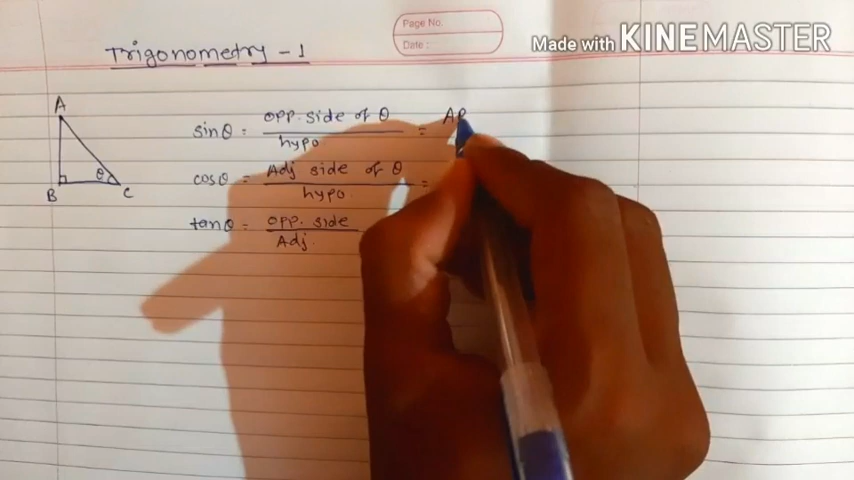 Page No.
Date :
Made with KINEMASTER
Trigonometry - 1
A
B
C
θ
sinθ = opp. side of θ / hypo = AB
cosθ = Adj side of θ / hypo =
tanθ = opp. side / Adj.